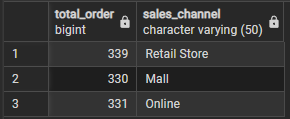 total_order sales_channel
bigint character varying (50)
1 339 Retail Store
2 330 Mall
3 331 Online